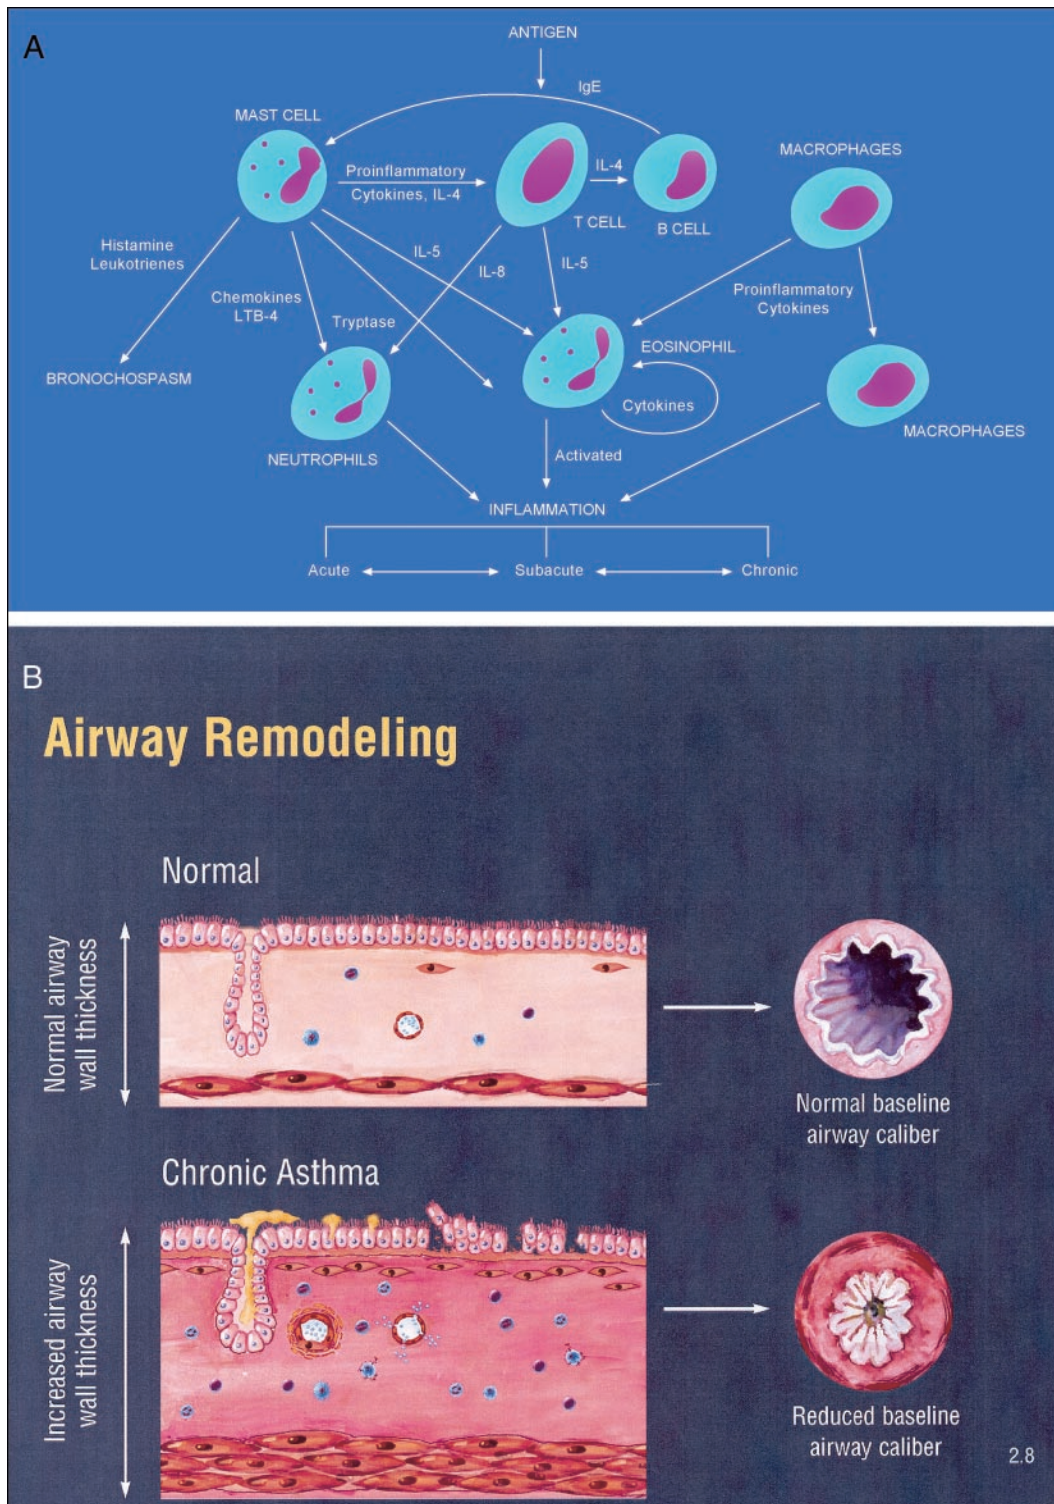 A
ANTIGEN
IgE
MAST CELL
MACROPHAGES
Proinflammatory
Cytokines, IL-4
IL-4
T CELL
B CELL
Histamine
Leukotrienes
IL-5
IL-8
IL-5
Chemokines
LTB-4
Tryptase
Proinflammatory
Cytokines
EOSINOPHIL
BRONOCHOSPASM
Cytokines
MACROPHAGES
NEUTROPHILS
Activated
INFLAMMATION
Acute
Subacute
Chronic
B
Airway Remodeling
Normal
Normal airway
wall thickness
Normal baseline
airway caliber
Chronic Asthma
Increased airway
wall thickness
Reduced baseline
airway caliber
2.8